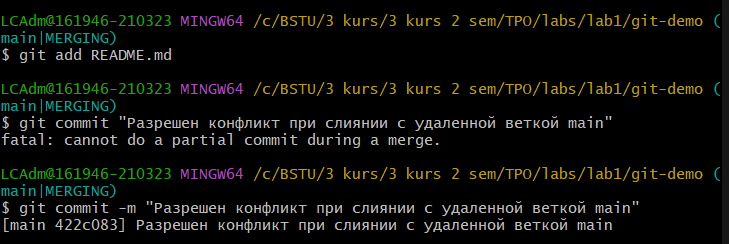 LCAdm@161946-210323 MINGW64 /c/BSTU/3 kurs/3 kurs 2 sem/TPO/labs/lab1/git-demo (
main|MERGING)
$ git add README.md
LCAdm@161946-210323 MINGW64 /c/BSTU/3 kurs/3 kurs 2 sem/TPO/labs/lab1/git-demo (
main|MERGING)
$ git commit "Разрешен конфликт при слиянии с удаленной веткой main"
fatal: cannot do a partial commit during a merge.
LCAdm@161946-210323 MINGW64 /c/BSTU/3 kurs/3 kurs 2 sem/TPO/labs/lab1/git-demo (
main|MERGING)
$ git commit -m "Разрешен конфликт при слиянии с удаленной веткой main"
[main 422c083] Разрешен конфликт при слиянии с удаленной веткой main